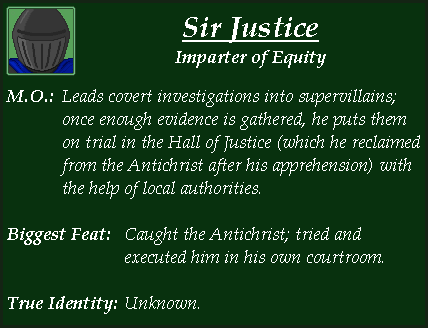 Sir Justice
Imparter of Equity
M.O.: Leads covert investigations into supervillains;
once enough evidence is gathered, he puts them
on trial in the Hall of Justice (which he reclaimed
from the Antichrist after his apprehension) with
the help of local authorities.
Biggest Feat: Caught the Antichrist; tried and
executed him in his own courtroom.
True Identity: Unknown.